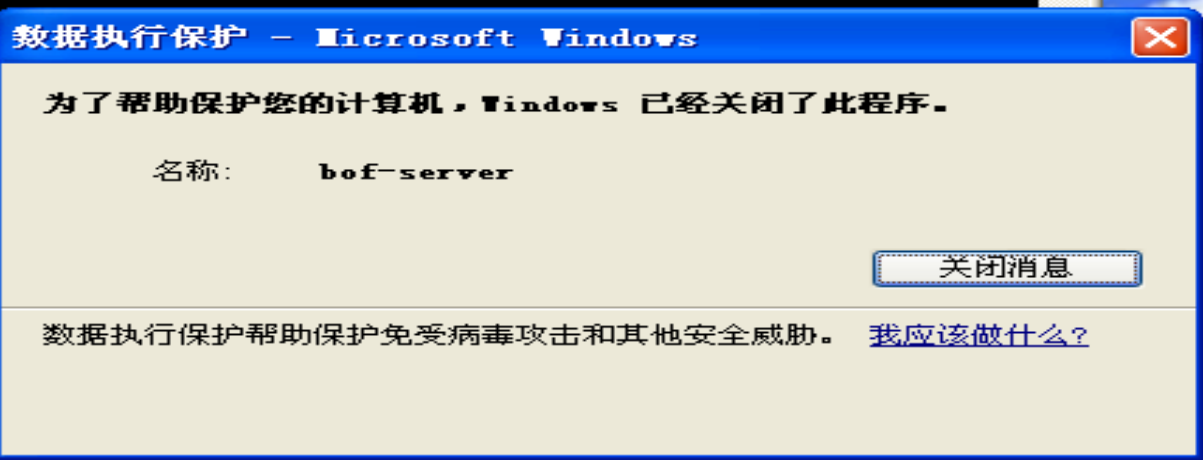 数据执行保护 - Microsoft Windows
为了帮助保护您的计算机，Windows 已经关闭了此程序。
名称: bof-server
关闭消息
数据执行保护帮助保护免受病毒攻击和其他安全威胁。 我应该做什么?